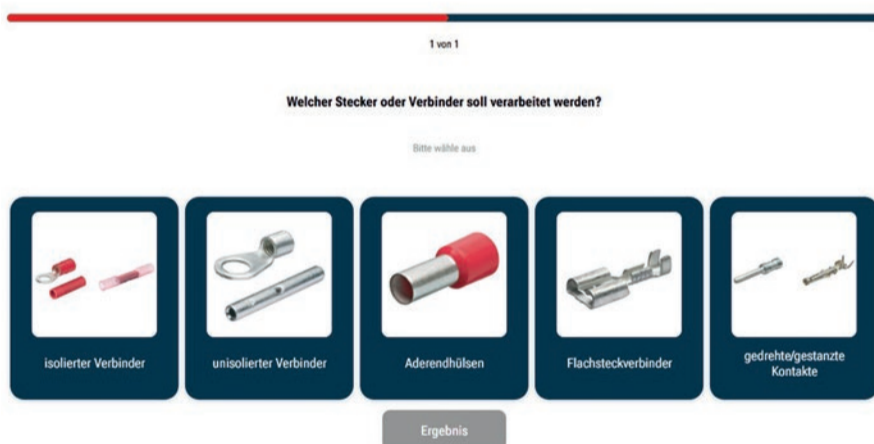 1 von 1
Welcher Stecker oder Verbinder soll verarbeitet werden?
Bitte wähle aus
isolierter Verbinder
unisolierter Verbinder
Aderendhülsen
Flachsteckverbinder
gedrehte/gestanzte
Kontakte
Ergebnis